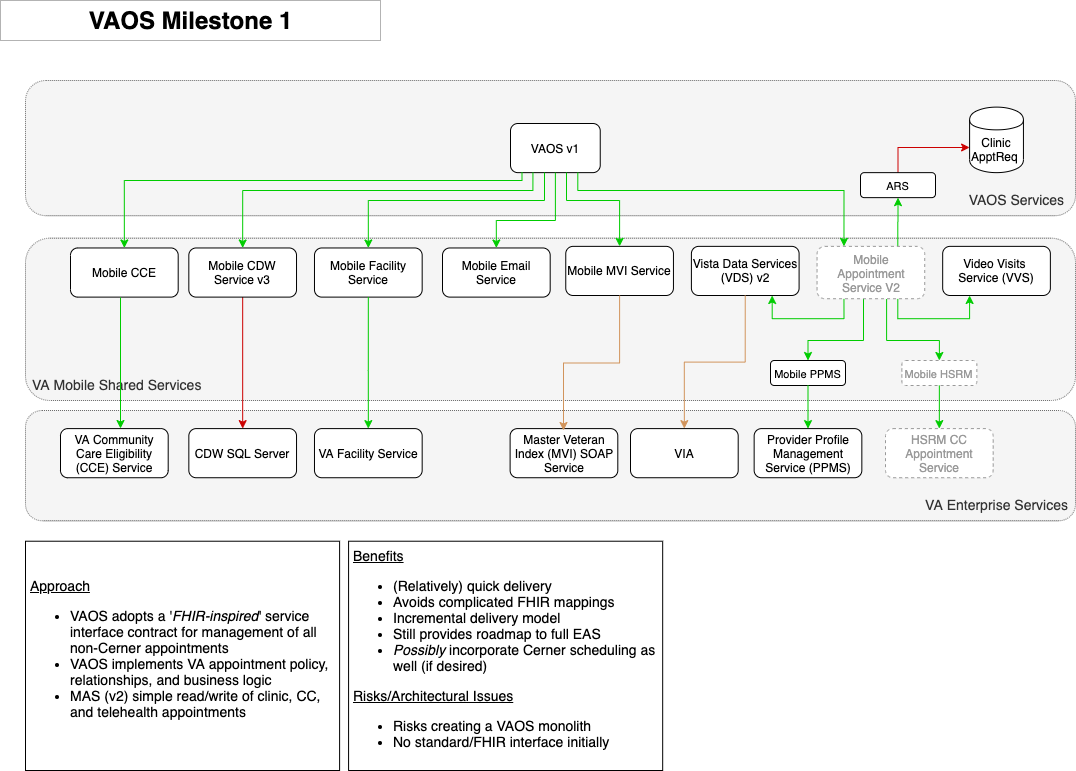 VAOS Milestone 1
VAOS v1
Clinic
ApptReq
ARS
VAOS Services
Mobile CCE
Mobile CDW
Service v3
Mobile Facility
Service
Mobile Email
Service
Mobile MVI Service
Vista Data Services
(VDS) v2
Mobile
Appointment
Service V2
Video Visits
Service (VVS)
Mobile PPMS
Mobile HSRM
VA Mobile Shared Services
VA Community
Care Eligibility
(CCE) Service
CDW SQL Server
VA Facility Service
Master Veteran
Index (MVI) SOAP
Service
VIA
Provider Profile
Management
Service (PPMS)
HSRM CC
Appointment
Service
VA Enterprise Services
Approach
• VAOS adopts a 'FHIR-inspired' service
interface contract for management of all
non-Cerner appointments
• VAOS implements VA appointment policy,
relationships, and business logic
• MAS (v2) simple read/write of clinic, CC,
and telehealth appointments
Benefits
• (Relatively) quick delivery
• Avoids complicated FHIR mappings
• Incremental delivery model
• Still provides roadmap to full EAS
• Possibly incorporate Cerner scheduling as
well (if desired)
Risks/Architectural Issues
• Risks creating a VAOS monolith
• No standard/FHIR interface initially